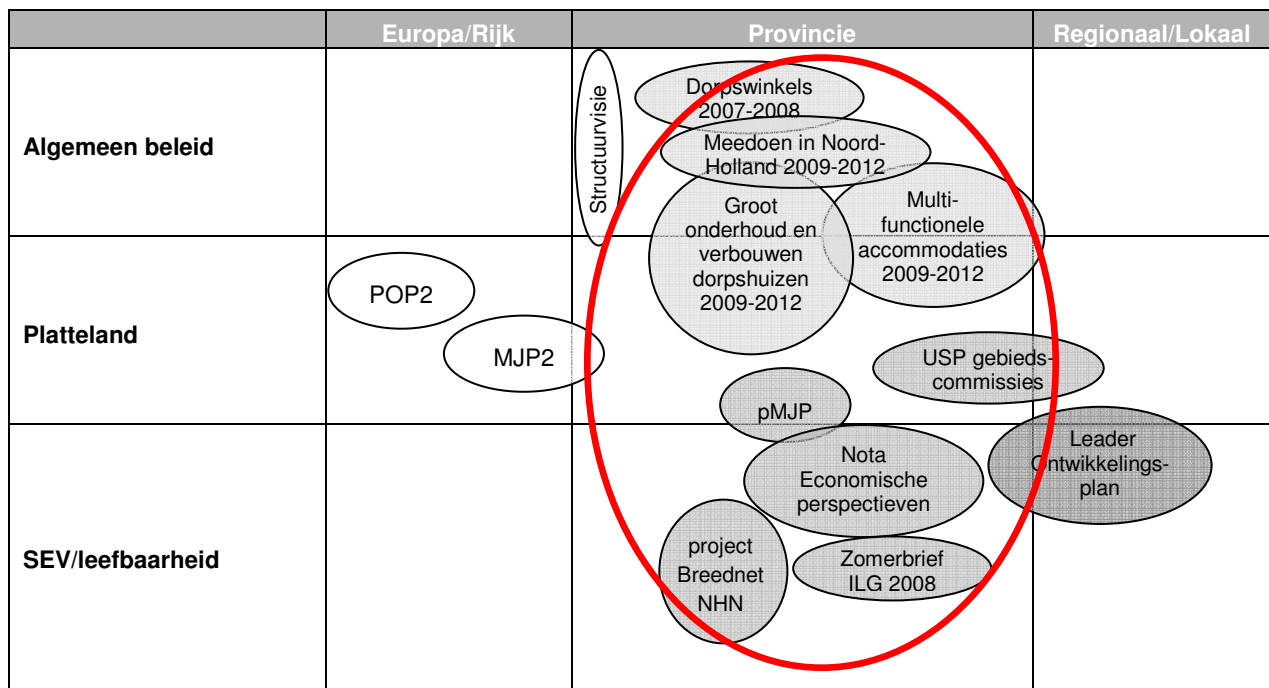 Europa/Rijk
Provincie
Regionaal/Lokaal
Algemeen beleid
Structuurvisie
Dorpswinkels
2007-2008
Meedoen in Noord-
Holland 2009-2012
Groot
onderhoud en
verbouwen
dorpshuizen
2009-2012
Multi-
functionele
accommodaties
2009-2012
Platteland
POP2
MJP2
USP gebieds-
commissies
pMJP
SEV/leefbaarheid
Nota
Economische
perspectieven
Leader
Ontwikkelings-
plan
project
Breednet
NHN
Zomerbrief
ILG 2008